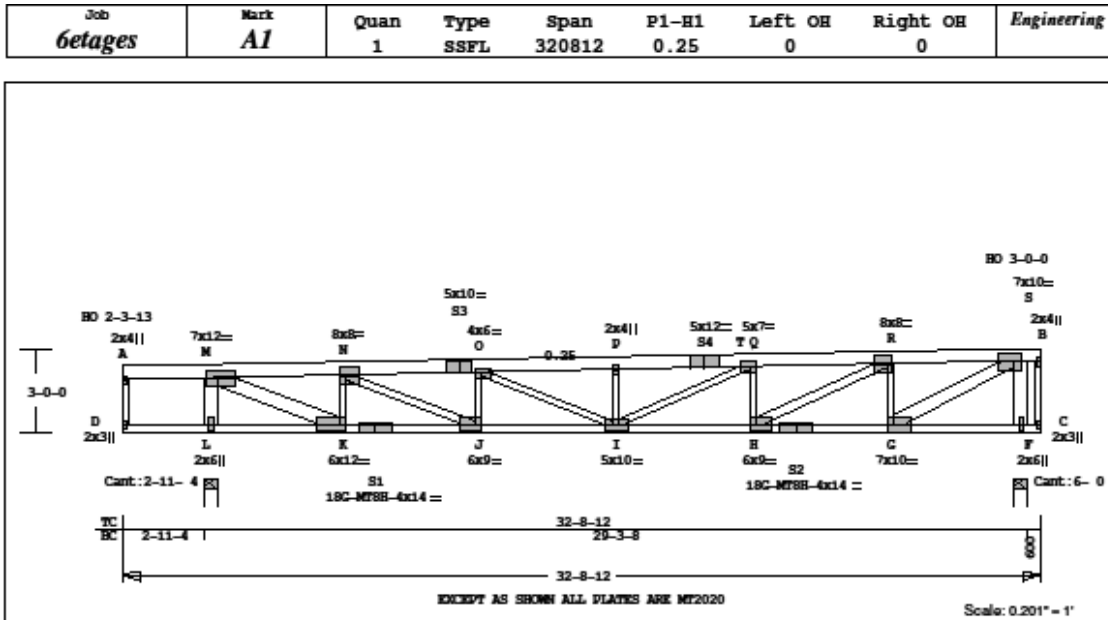 Job Mark Quan Type Span P1-H1 Left OH Right OH Engineering
6etages A1 1 SSFL 320812 0.25 0 0
HO 3-0-0
7x10=
S
5x10=
S3
HO 2-3-13
2x4||
A
7x12=
M
8x8=
N
4x6=
O
0.25
2x4||
P
5x12= 5x7=
S4 T Q
8x8=
R
2x4||
B
3-0-0
D
2x3||
L
2x6||
K
6x12=
J
6x9=
I
5x10=
H
6x9=
G
7x10=
F
2x6||
C
2x3||
S1
18G-MT8H-4x14=
S2
18G-MT8H-4x14=
Cant:2-11- 4
Cant:6- 0
TC 32-8-12
BC 2-11-4 29-3-8 600
32-8-12
EXCEPT AS SHOWN ALL PLATES ARE MT2020
Scale: 0.201" = 1'